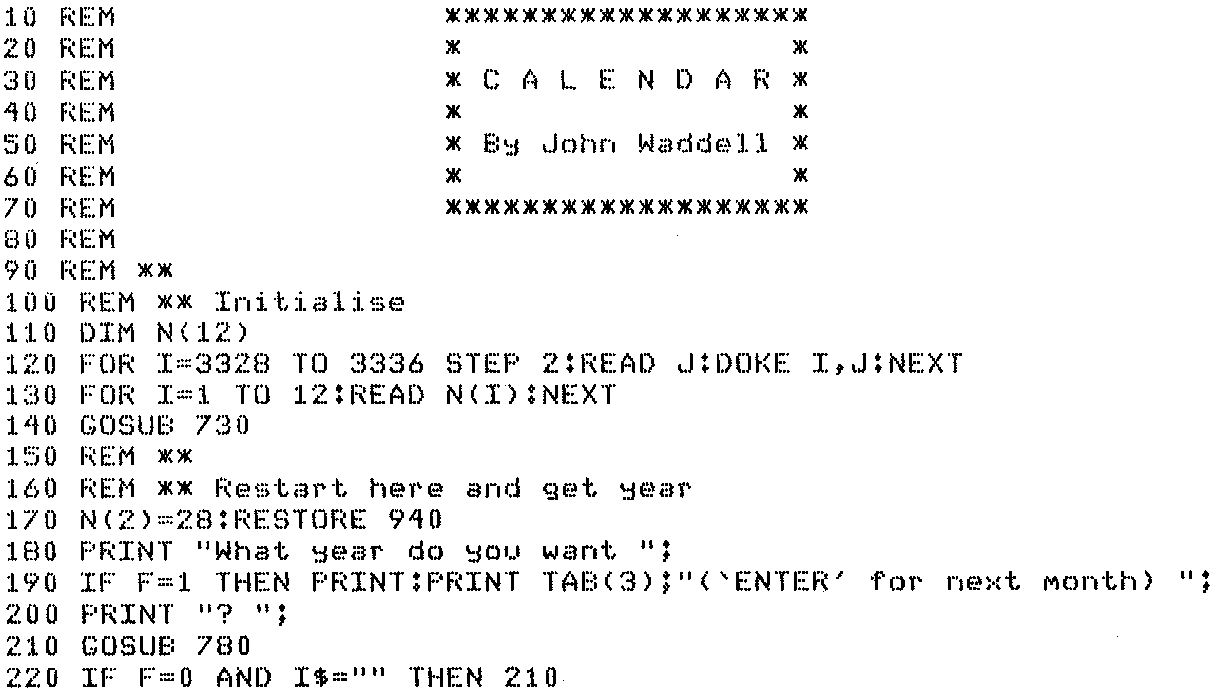 10 REM                 *******************
20 REM                 *                 *
30 REM                 * C A L E N D A R *
40 REM                 *                 *
50 REM                 * By John Waddell *
60 REM                 *                 *
70 REM                 *******************
80 REM
90 REM **
100 REM ** Initialise
110 DIM N(12)
120 FOR I=3328 TO 3336 STEP 2:READ J:DOKE I,J:NEXT
130 FOR I=1 TO 12:READ N(I):NEXT
140 GOSUB 730
150 REM **
160 REM ** Restart here and get year
170 N(2)=28:RESTORE 940
180 PRINT "What year do you want ";
190 IF F=1 THEN PRINT:PRINT TAB(3);"(`ENTER' for next month) ";
200 PRINT "? ";
210 GOSUB 780
220 IF F=0 AND I$="" THEN 210